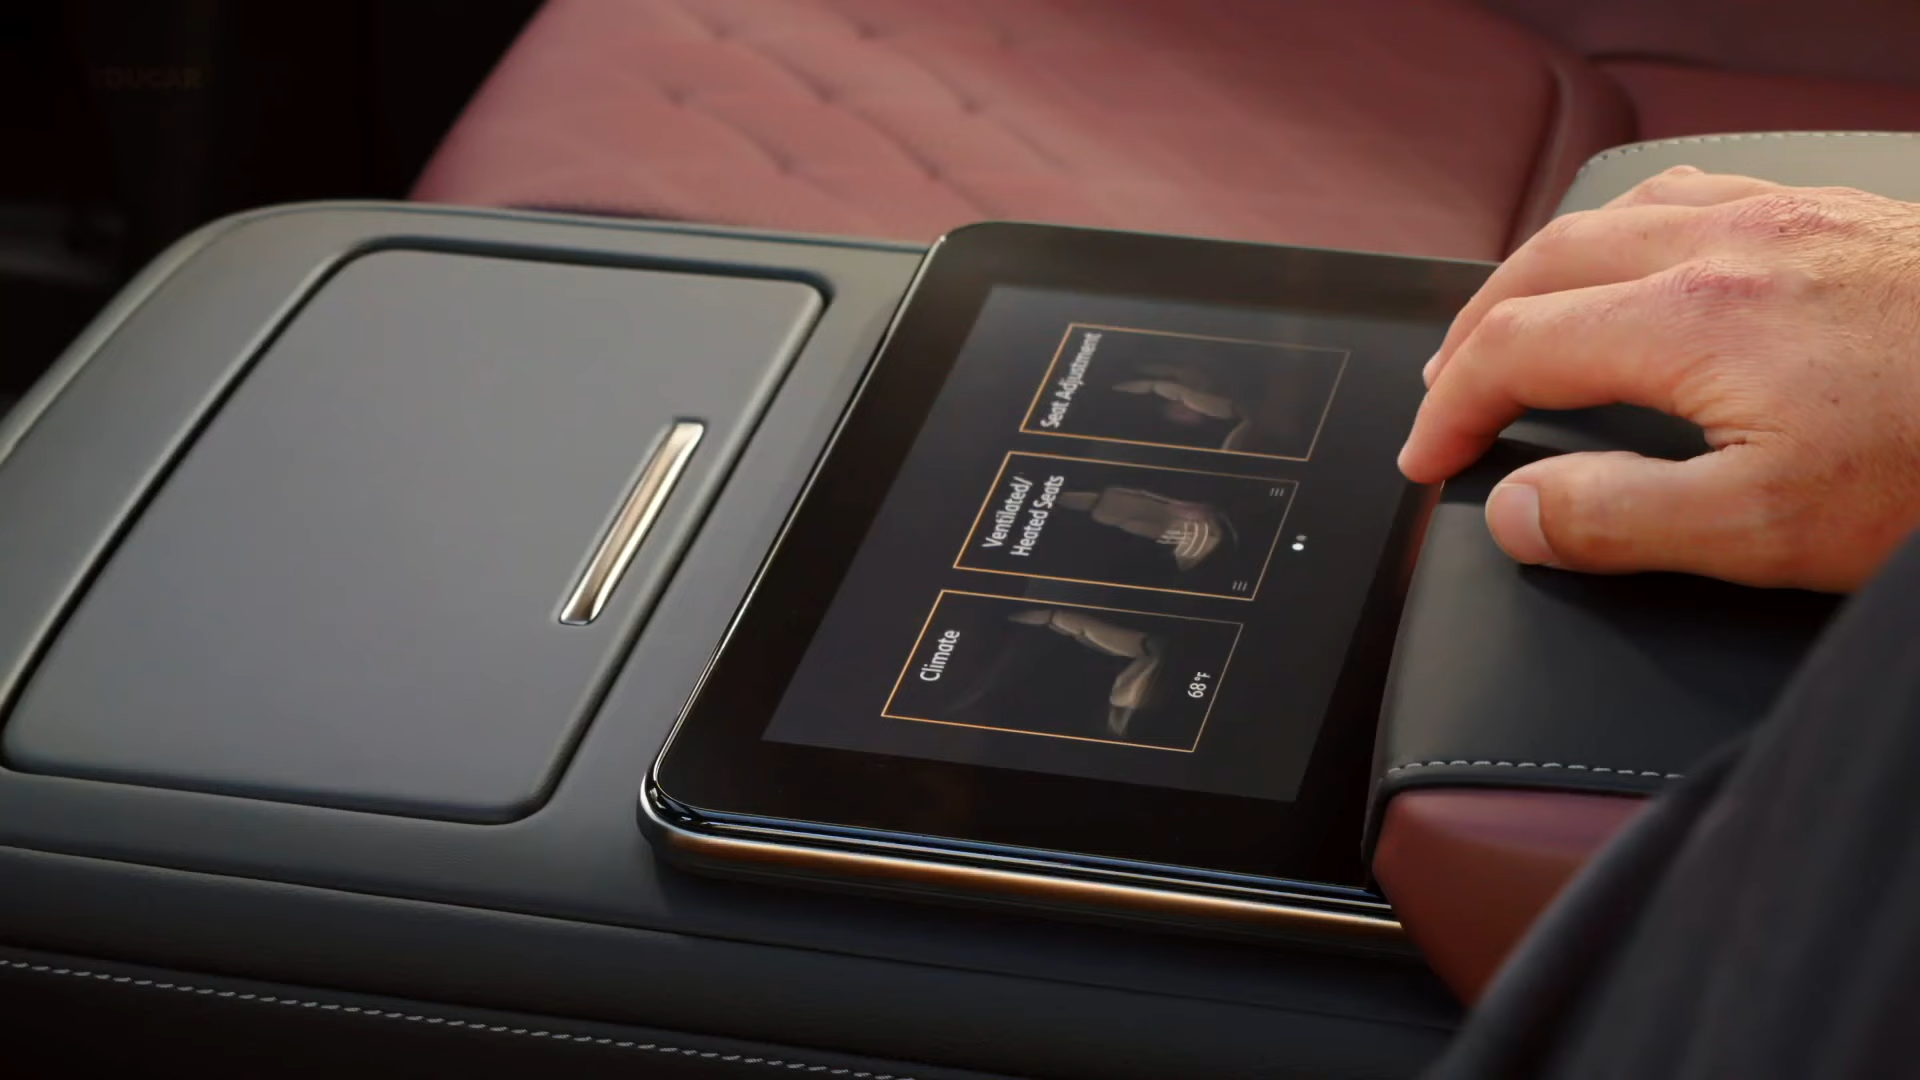 Climate
68°F
Ventilated/
Heated Seats
Seat Adjustment